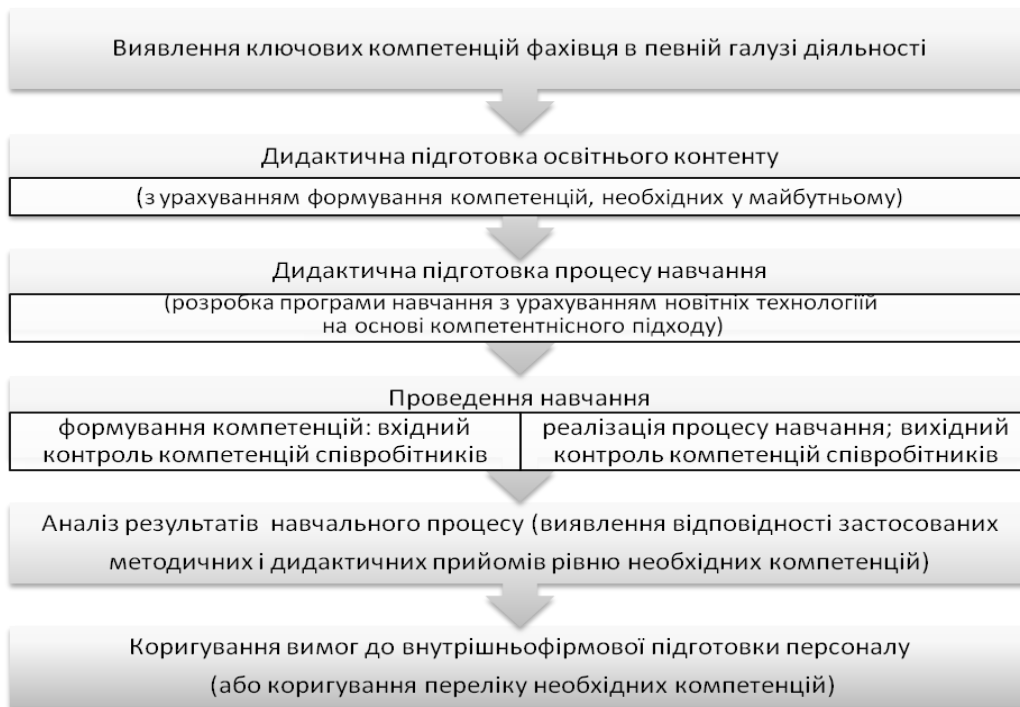 Виявлення ключових компетенцій фахівця в певній галузі діяльності
Дидактична підготовка освітнього контенту
(з урахуванням формування компетенцій, необхідних у майбутньому)
Дидактична підготовка процесу навчання
(розробка програми навчання з урахуванням новітніх технологіїй
на основі компетентнісного підходу)
Проведення навчання
формування компетенцій: вхідний
контроль компетенцій співробітників
реалізація процесу навчання; вихідний
контроль компетенцій співробітників
Аналіз результатів навчального процесу (виявлення відповідності застосованих
методичних і дидактичних прийомів рівню необхідних компетенцій)
Коригування вимог до внутрішньофірмової підготовки персоналу
(або коригування переліку необхідних компетенцій)